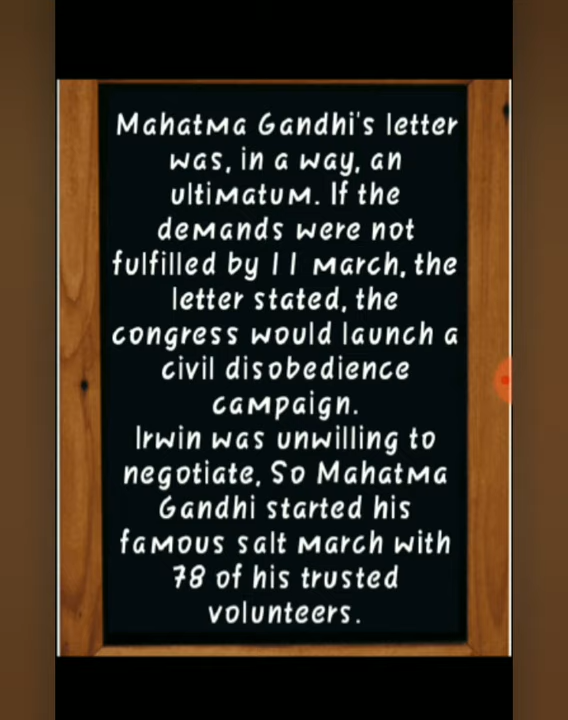 Mahatma Gandhi's letter
was, in a way, an
ultimatum. If the
demands were not
fulfilled by 11 March, the
letter stated, the
congress would launch a
civil disobedience
campaign.
Irwin was unwilling to
negotiate, So Mahatma
Gandhi started his
famous salt march with
78 of his trusted
volunteers.